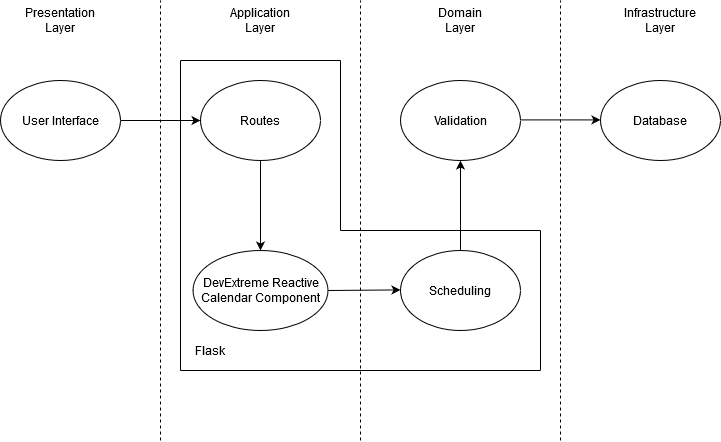 Presentation
Layer
Application
Layer
Domain
Layer
Infrastructure
Layer
User Interface
Routes
Validation
Database
DevExtreme Reactive
Calendar Component
Scheduling
Flask